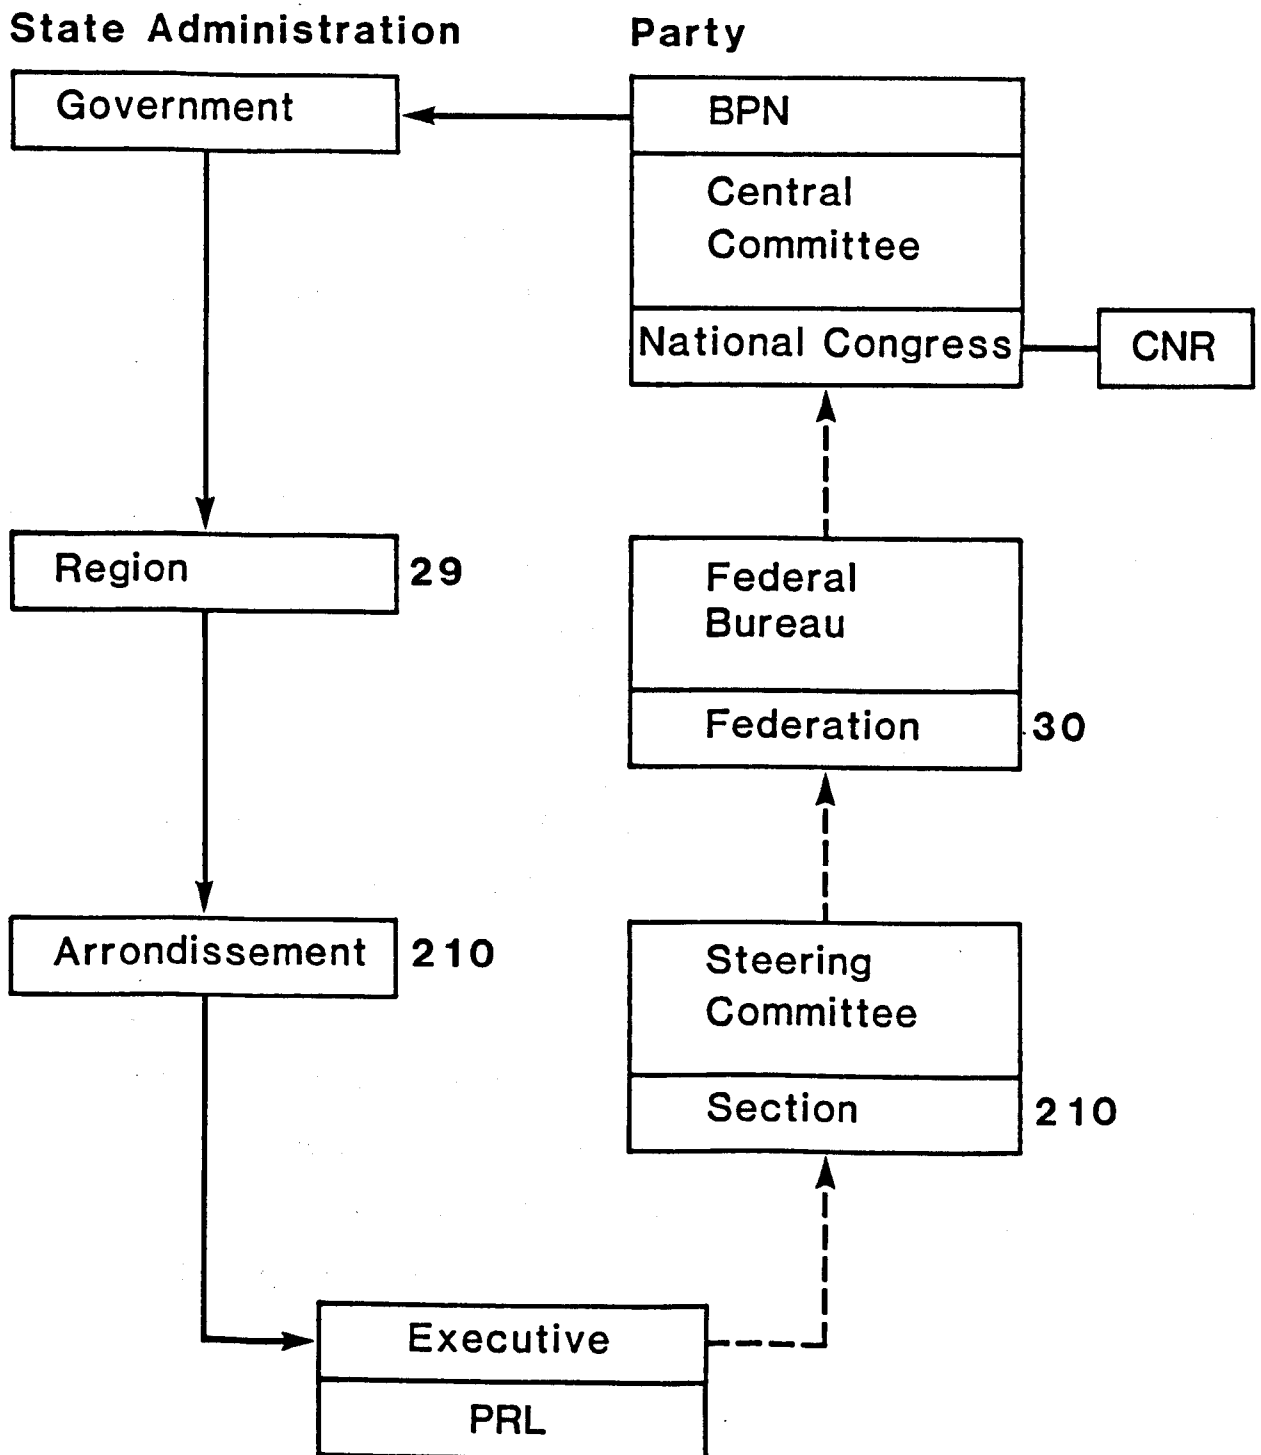 State Administration
Party
Government
BPN
Central
Committee
National Congress
CNR
Region
29
Federal
Bureau
Federation
30
Arrondissement
210
Steering
Committee
Section
210
Executive
PRL